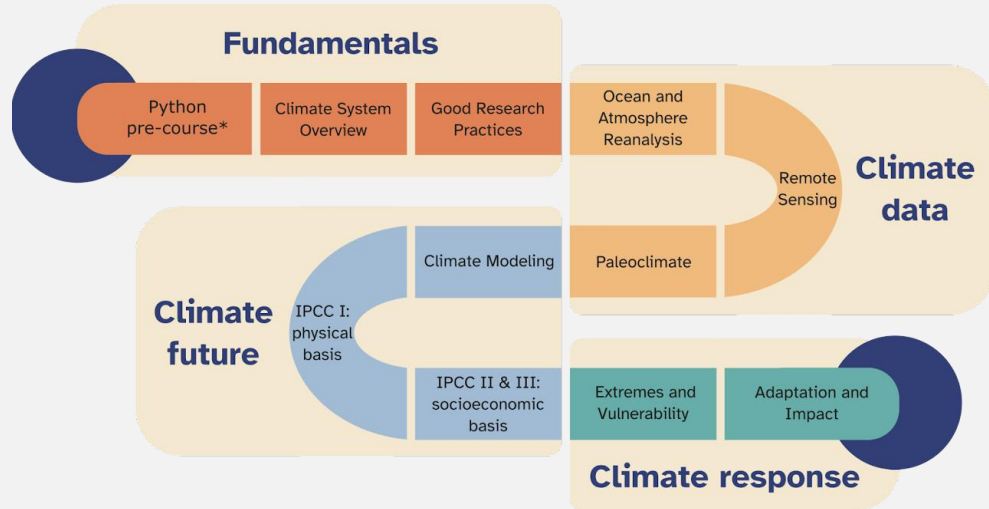 Fundamentals
Python
pre-course*
Climate System
Overview
Good Research
Practices
Ocean and
Atmosphere
Reanalysis
Remote
Sensing
Climate
data
Paleoclimate
Climate Modeling
IPCC I:
physical
basis
Climate
future
IPCC II & III:
socioeconomic
basis
Extremes and
Vulnerability
Adaptation and
Impact
Climate response